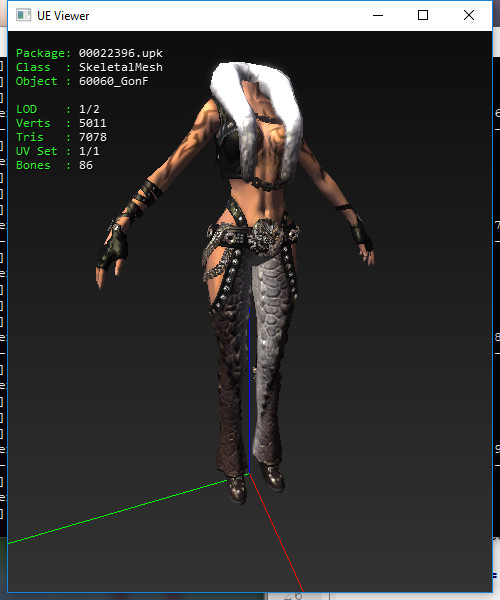 UE Viewer
Package: 00022396.upk
Class : SkeletalMesh
Object : 60060_GonF
LOD : 1/2
Verts : 5011
Tris : 7078
UV Set : 1/1
Bones : 86